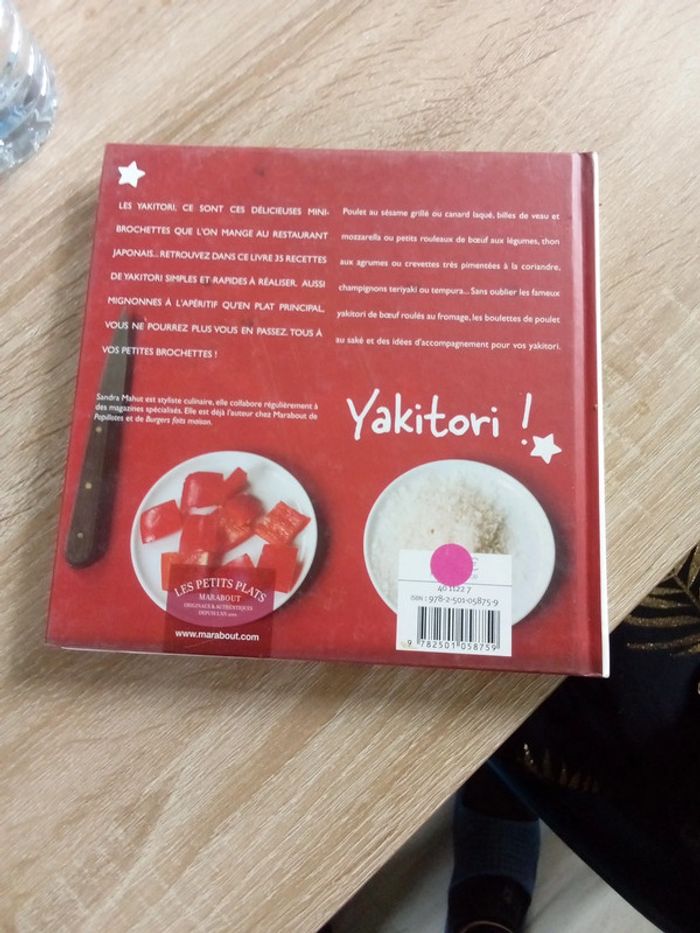 LES YAKITORI, CE SONT CES DÉLICIEUSES MINI-
BROCHETTES QUE L'ON MANGE AU RESTAURANT
JAPONAIS... RETROUVEZ DANS CE LIVRE 35 RECETTES
DE YAKITORI SIMPLES ET RAPIDES À RÉALISER. AUSSI
MIGNONNES À L'APÉRITIF QU'EN PLAT PRINCIPAL,
VOUS NE POURREZ PLUS VOUS EN PASSEZ. TOUS À
VOS PETITES BROCHETTES !
Poulet au sésame grillé ou canard laqué, billes de veau et
mozzarella ou petits rouleaux de bœuf aux légumes, thon
aux agrumes ou crevettes très pimentées à la coriandre,
champignons teriyaki ou tempura... Sans oublier les fameux
yakitori de bœuf roulés au fromage, les boulettes de poulet
au saké et des idées d'accompagnement pour vos yakitori.
Sandra Mahut est styliste culinaire, elle collabore régulièrement à
des magazines spécialisés. Elle est déjà l'auteur chez Marabout de
Papillotes et de Burgers faits maison.
Yakitori !
LES PETITS PLATS
MARABOUT
ORIGINAUX & AUTHENTIQUES
www.marabout.com
40 1122 7
ISBN : 978-2-501-05875-9
9 782501 058759